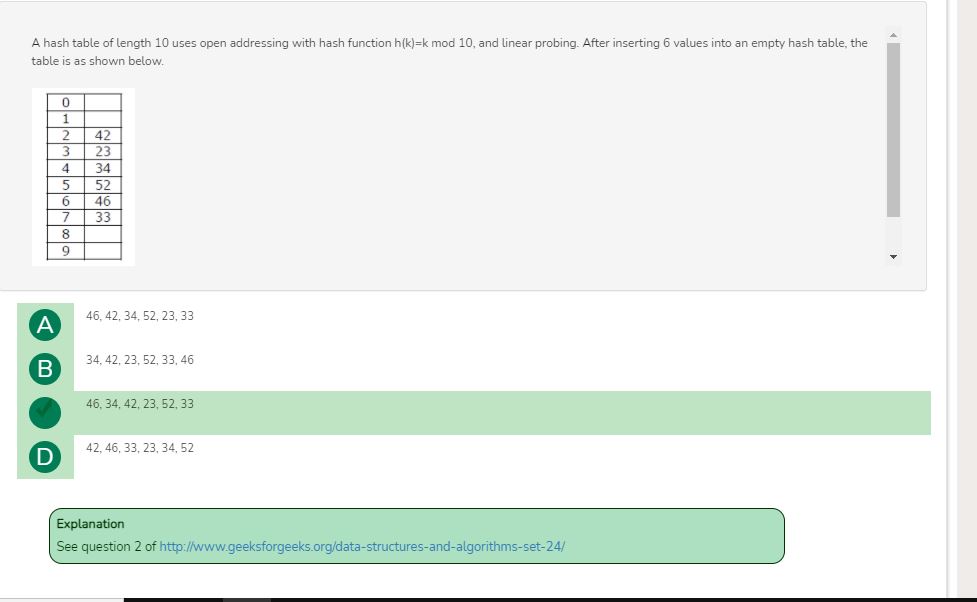 A hash table of length 10 uses open addressing with hash function h(k)=k mod 10, and linear probing. After inserting 6 values into an empty hash table, the
table is as shown below.
0
1
2 42
3 23
4 34
5 52
6 46
7 33
8
9
A 46, 42, 34, 52, 23, 33
B 34, 42, 23, 52, 33, 46
46, 34, 42, 23, 52, 33
D 42, 46, 33, 23, 34, 52
Explanation
See question 2 of http://www.geeksforgeeks.org/data-structures-and-algorithms-set-24/